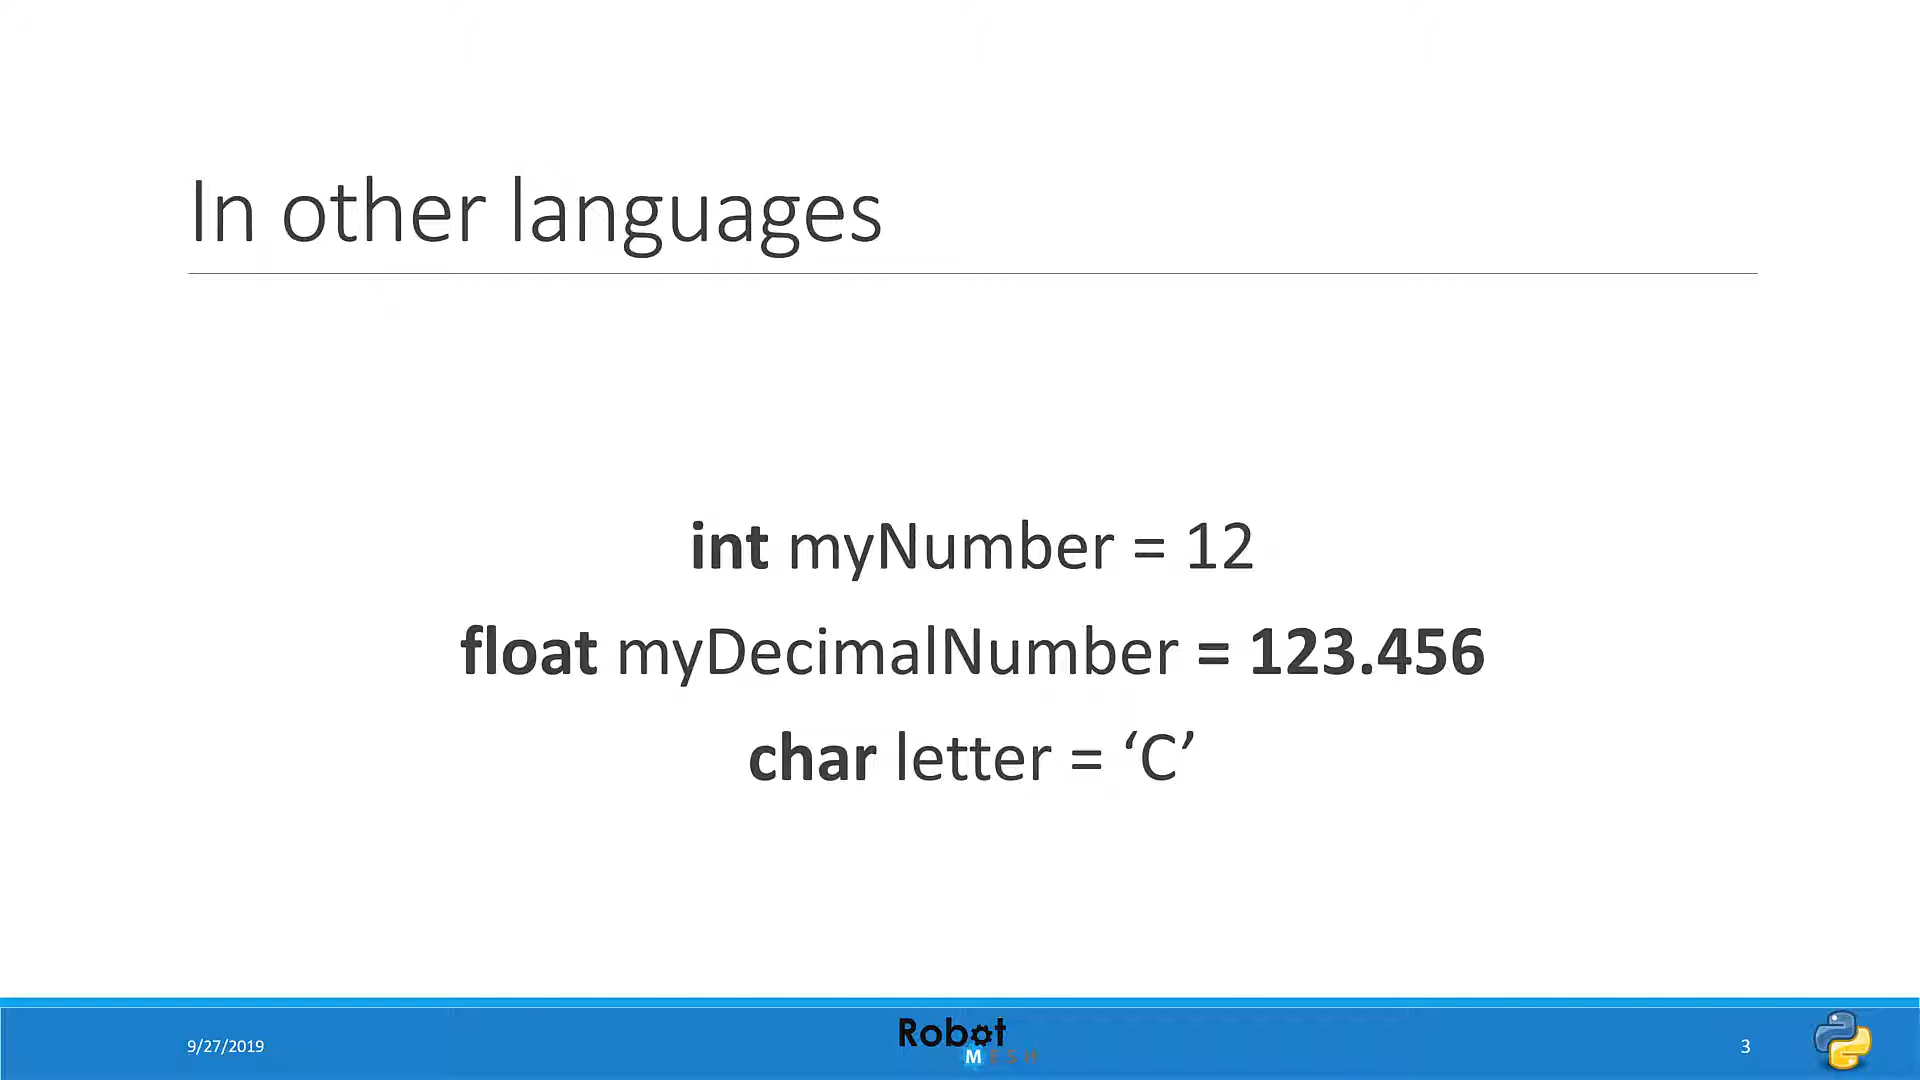 In other languages
int myNumber = 12
float myDecimalNumber = 123.456
char letter = ‘C’
9/27/2019
Robot
MESH
3